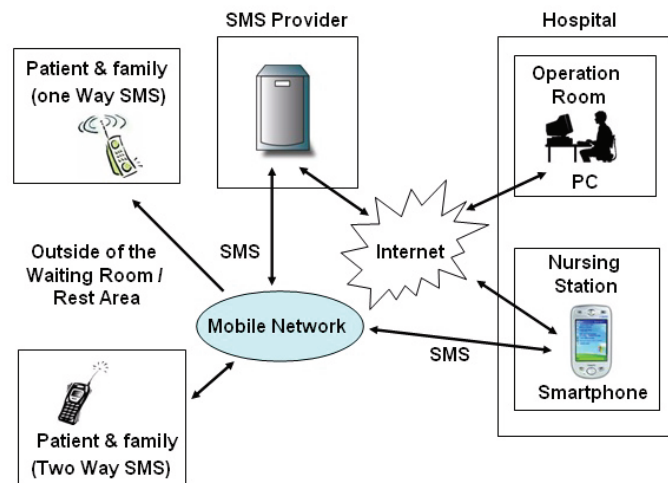 SMS Provider
Hospital
Patient & family
(one Way SMS)
Operation
Room
PC
Outside of the
Waiting Room /
Rest Area
SMS
Internet
Nursing
Station
Smartphone
Mobile Network
SMS
Patient & family
(Two Way SMS)